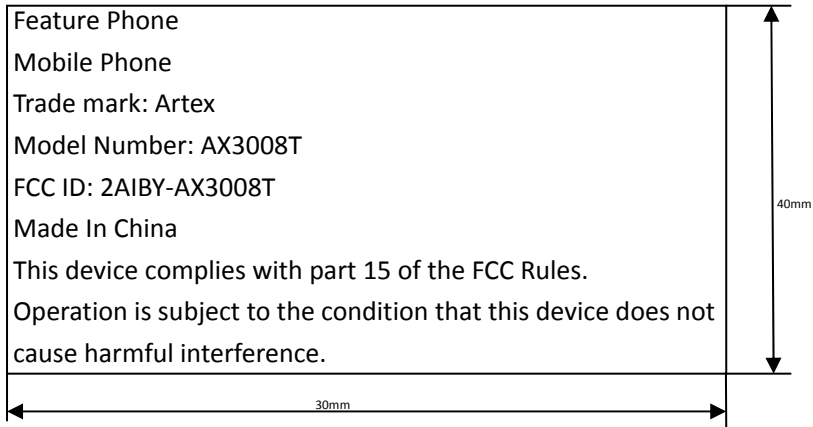 Feature Phone
Mobile Phone
Trade mark: Artex
Model Number: AX3008T
FCC ID: 2AIBY-AX3008T
Made In China
This device complies with part 15 of the FCC Rules.
Operation is subject to the condition that this device does not
cause harmful interference.
40mm
30mm